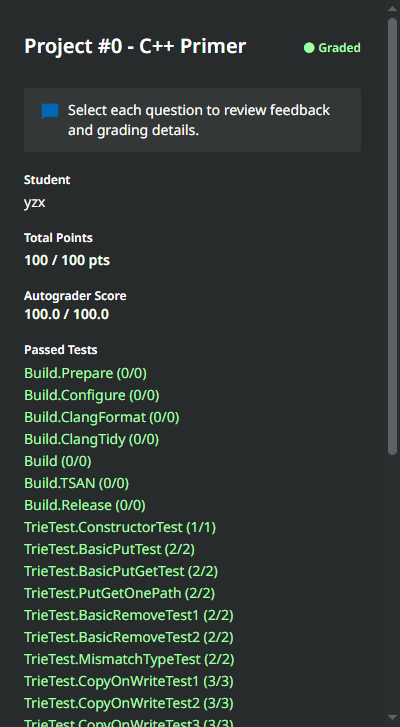 Project #0 - C++ Primer
Graded
Select each question to review feedback
and grading details.
Student
yzx
Total Points
100 / 100 pts
Autograder Score
100.0 / 100.0
Passed Tests
Build.Prepare (0/0)
Build.Configure (0/0)
Build.ClangFormat (0/0)
Build.ClangTidy (0/0)
Build (0/0)
Build.TSAN (0/0)
Build.Release (0/0)
TrieTest.ConstructorTest (1/1)
TrieTest.BasicPutTest (2/2)
TrieTest.BasicPutGetTest (2/2)
TrieTest.PutGetOnePath (2/2)
TrieTest.BasicRemoveTest1 (2/2)
TrieTest.BasicRemoveTest2 (2/2)
TrieTest.MismatchTypeTest (2/2)
TrieTest.CopyOnWriteTest1 (3/3)
TrieTest.CopyOnWriteTest2 (3/3)
TrieTest.CopyOnWriteTest3 (3/3)